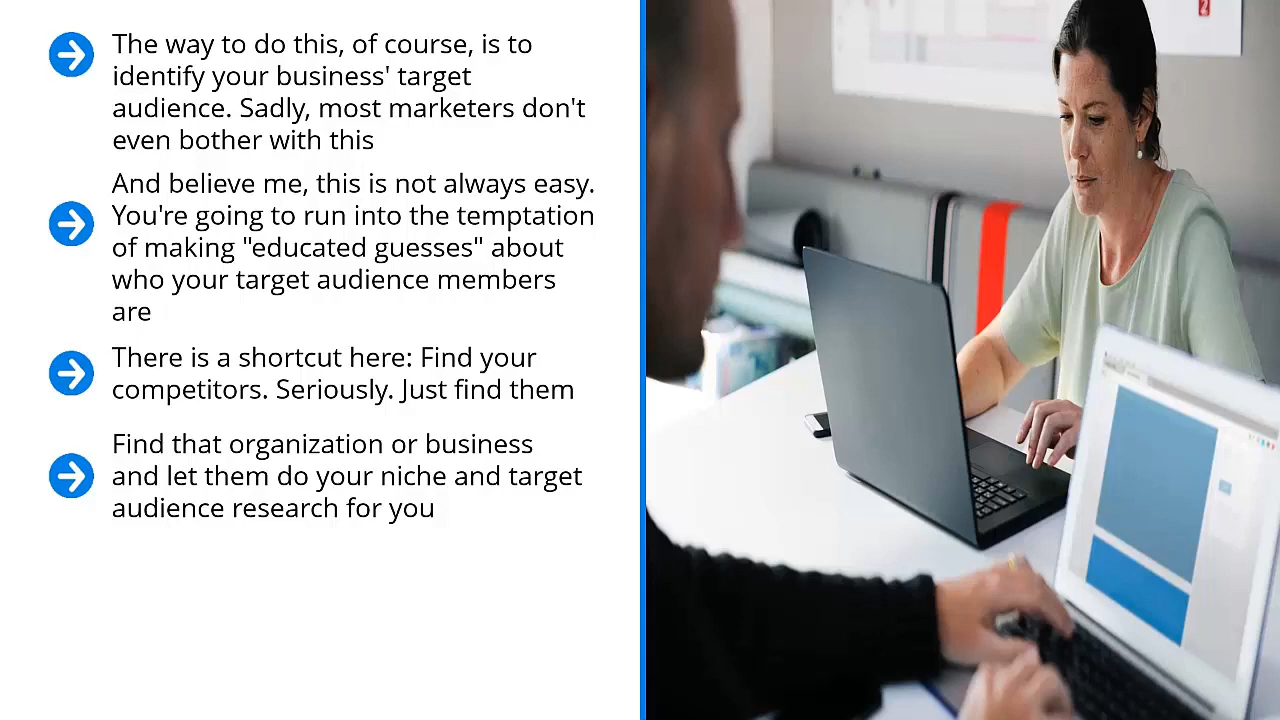 The way to do this, of course, is to
identify your business' target
audience. Sadly, most marketers don't
even bother with this
And believe me, this is not always easy.
You're going to run into the temptation
of making "educated guesses" about
who your target audience members
are
There is a shortcut here: Find your
competitors. Seriously. Just find them
Find that organization or business
and let them do your niche and target
audience research for you
2